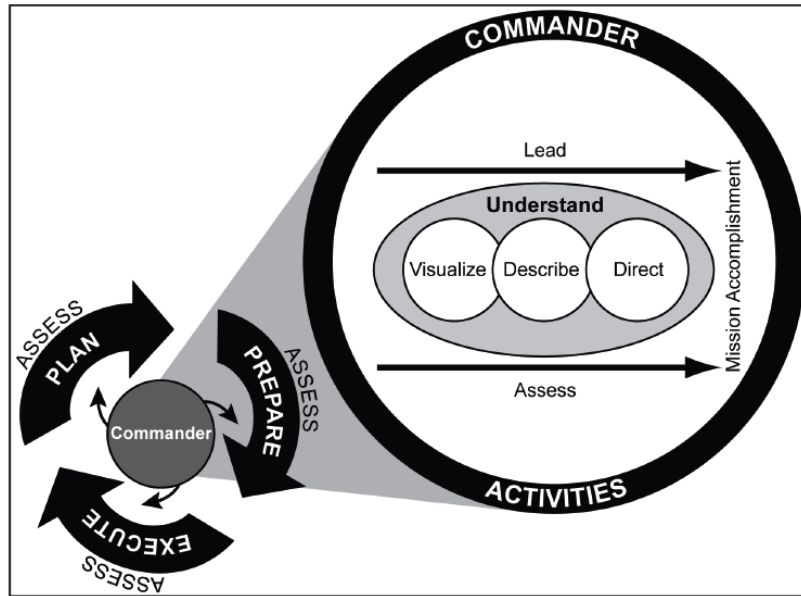 COMMANDER
Lead
Understand
Visualize
Describe
Direct
Mission Accomplishment
Assess
ACTIVITIES
ASSESS
PLAN
ASSESS
PREPARE
Commander
EXECUTE
ASSESS